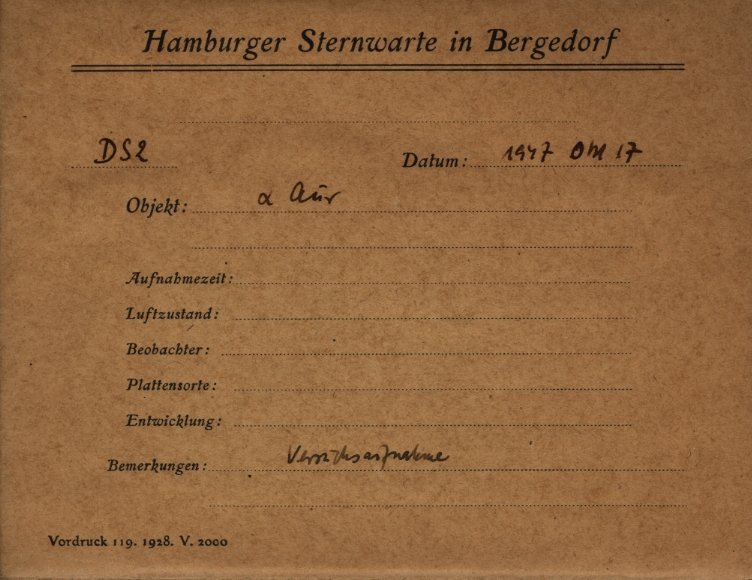 Hamburger Sternwarte in Bergedorf
DS2
Datum: 1947 Okt 17
Objekt: α Aur
Aufnahmezeit:
Luftzustand:
Beobachter:
Plattensorte:
Entwicklung:
Bemerkungen: Versuchsaufnahme
Vordruck 119. 1928. V. 2000